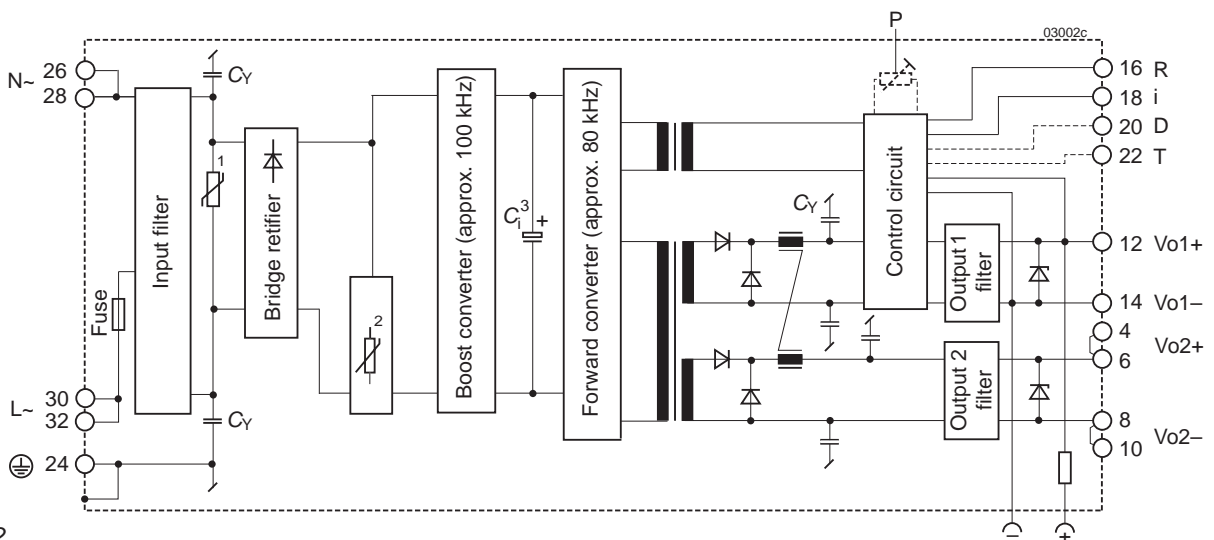 P
03002c
N~
26
28
CY
16 R
18 i
20 D
22 T
Input filter
1
Bridge retifier
2
Boost converter (approx. 100 kHz)
Ci3
+
Forward converter (approx. 80 kHz)
CY
Control circuit
Output 1
filter
12 Vo1+
14 Vo1–
4
Vo2+
6
Fuse
Output 2
filter
L~
30
32
CY
8
Vo2–
10
24
2
–
+